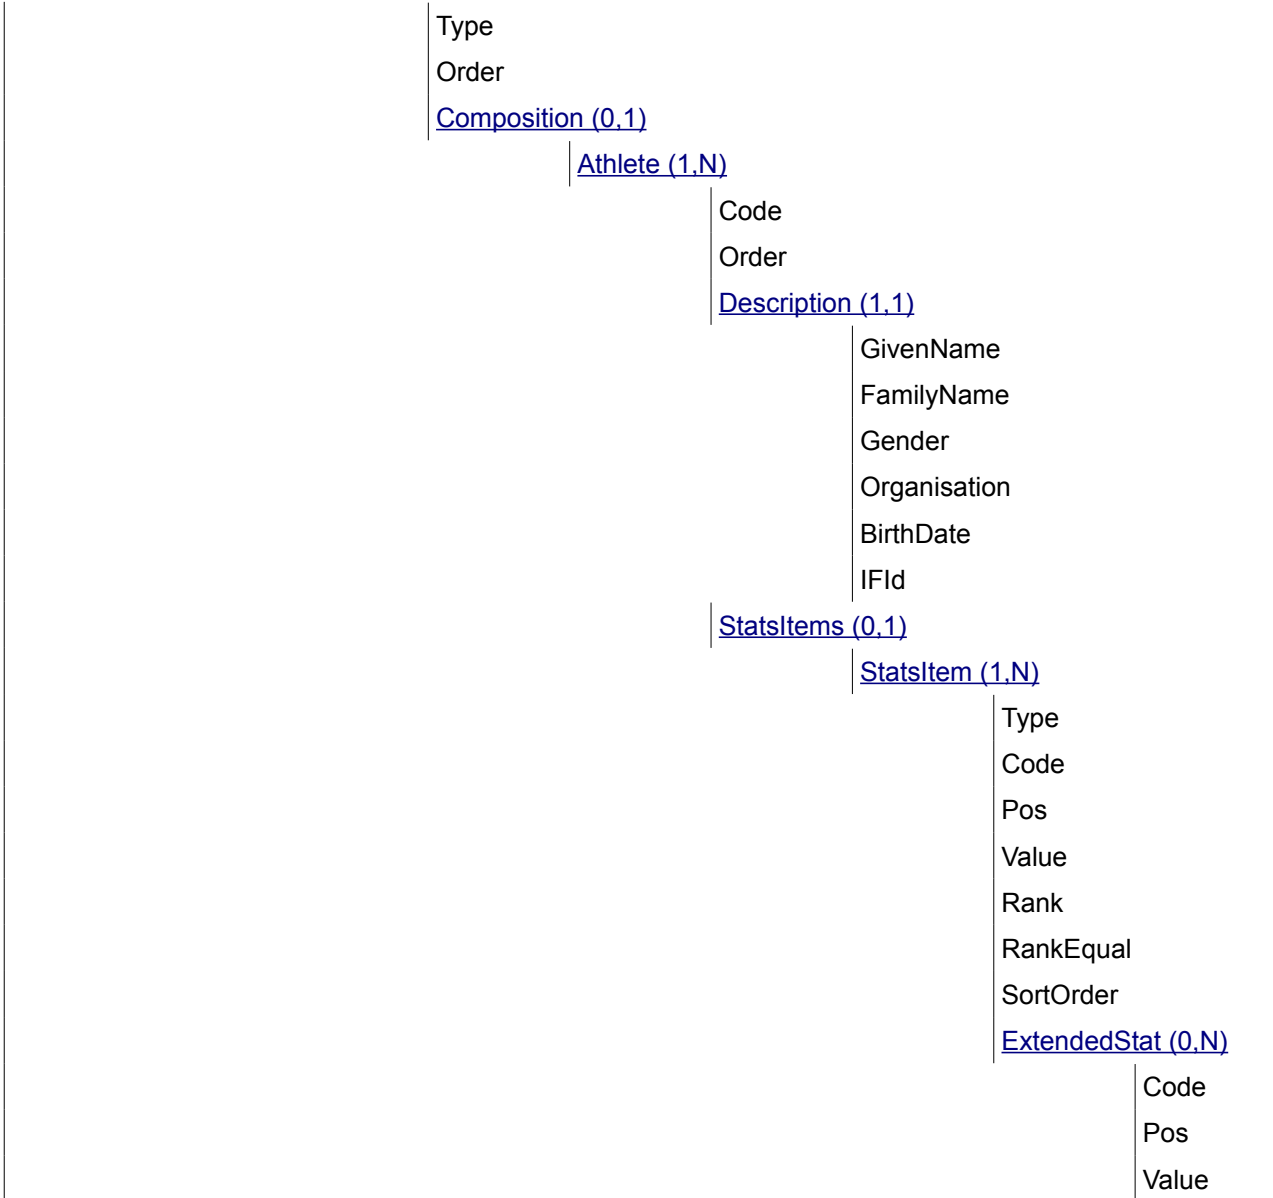 Type
Order
Composition (0,1)
Athlete (1,N)
Code
Order
Description (1,1)
GivenName
FamilyName
Gender
Organisation
BirthDate
IFId
StatsItems (0,1)
StatsItem (1,N)
Type
Code
Pos
Value
Rank
RankEqual
SortOrder
ExtendedStat (0,N)
Code
Pos
Value